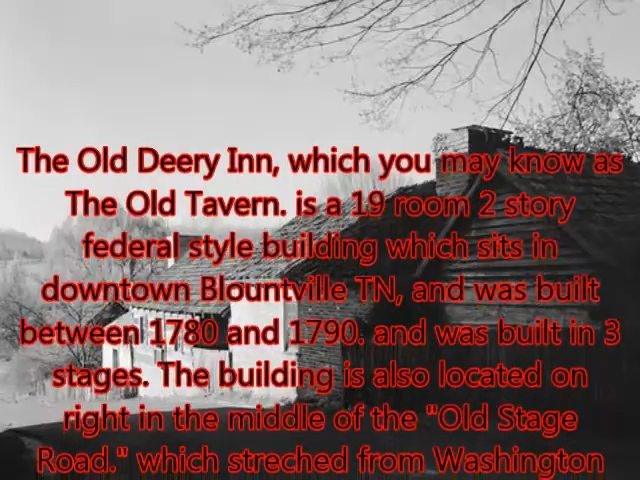 The Old Deery Inn, which you may know as
The Old Tavern. is a 19 room 2 story
federal style building which sits in
downtown Blountville TN, and was built
between 1780 and 1790. and was built in 3
stages. The building is also located on
right in the middle of the "Old Stage
Road." which streched from Washington